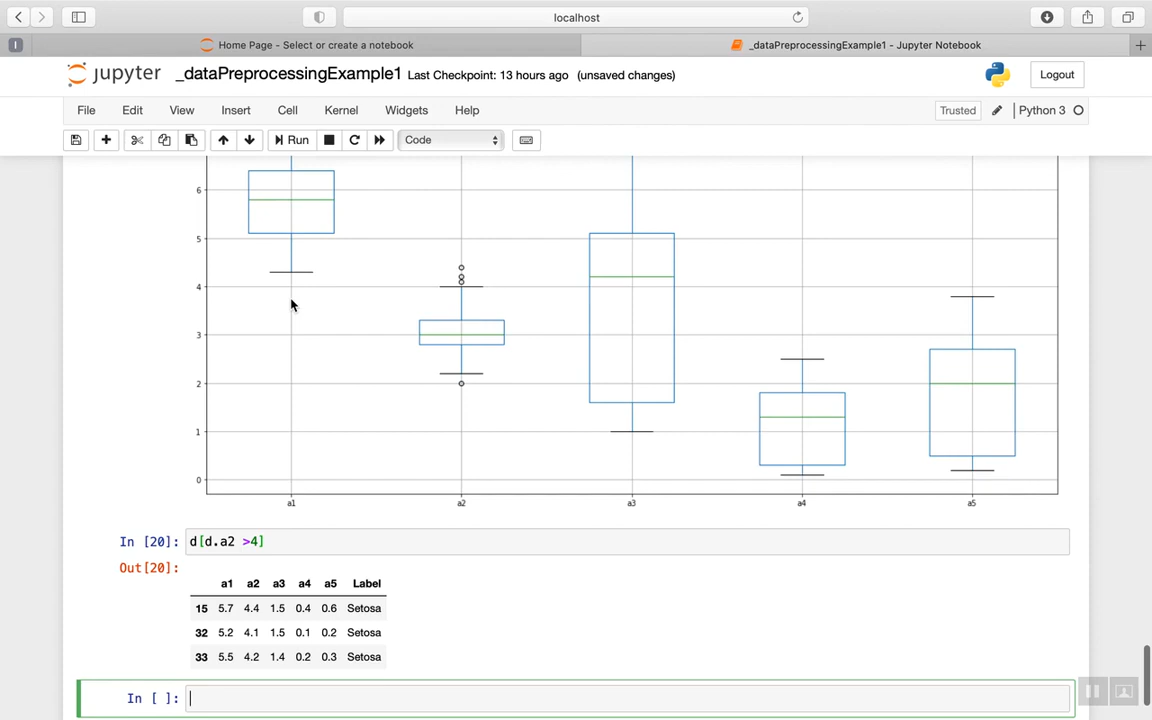 localhost
I
Home Page - Select or create a notebook
_dataPreprocessingExample1 - Jupyter Notebook
Jupyter _dataPreprocessingExample1 Last Checkpoint: 13 hours ago (unsaved changes)
Logout
File Edit View Insert Cell Kernel Widgets Help
Trusted
Python 3
Run
Code
6
5
4
3
2
1
0
a1 a2 a3 a4 a5
In [20]: d[d.a2 >4]
Out[20]:
a1 a2 a3 a4 a5 Label
15 5.7 4.4 1.5 0.4 0.6 Setosa
32 5.2 4.1 1.5 0.1 0.2 Setosa
33 5.5 4.2 1.4 0.2 0.3 Setosa
In [ ]: